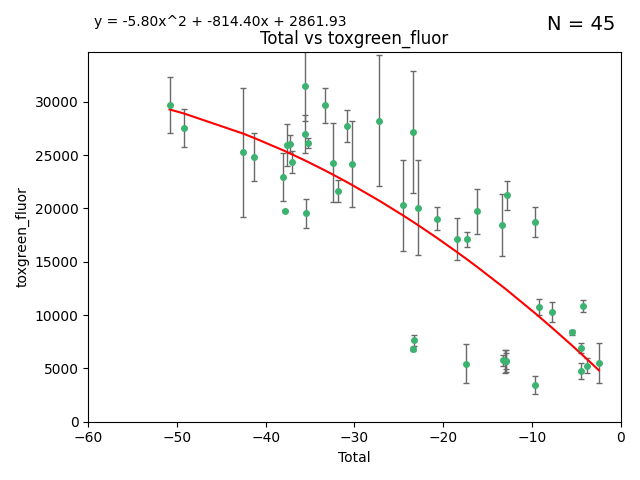 y = -5.80x^2 + -814.40x + 2861.93
N = 45
Total vs toxgreen_fluor
30000
25000
20000
15000
10000
5000
0
toxgreen_fluor
−60
−50
−40
−30
−20
−10
0
Total